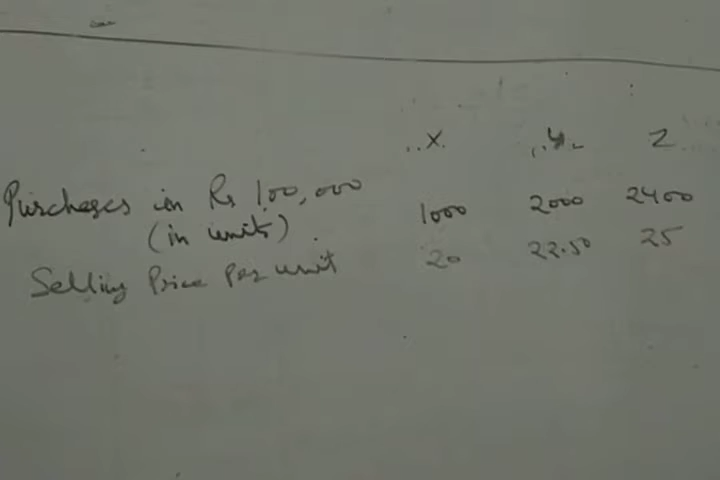 X Y Z
Purchases in Rs 100,000 1000 2000 2400
(in units)
Selling Price Per unit 20 22.50 25